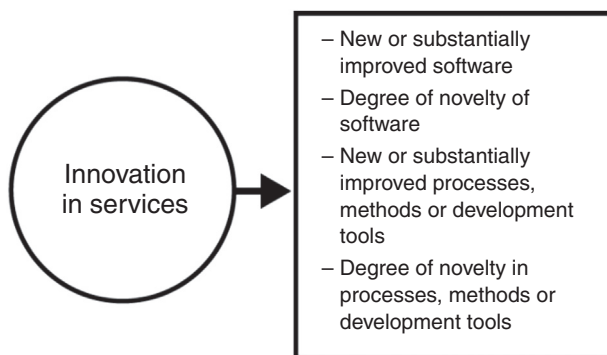 Innovation
in services
– New or substantially
improved software
– Degree of novelty of
software
– New or substantially
improved processes,
methods or development
tools
– Degree of novelty in
processes, methods or
development tools